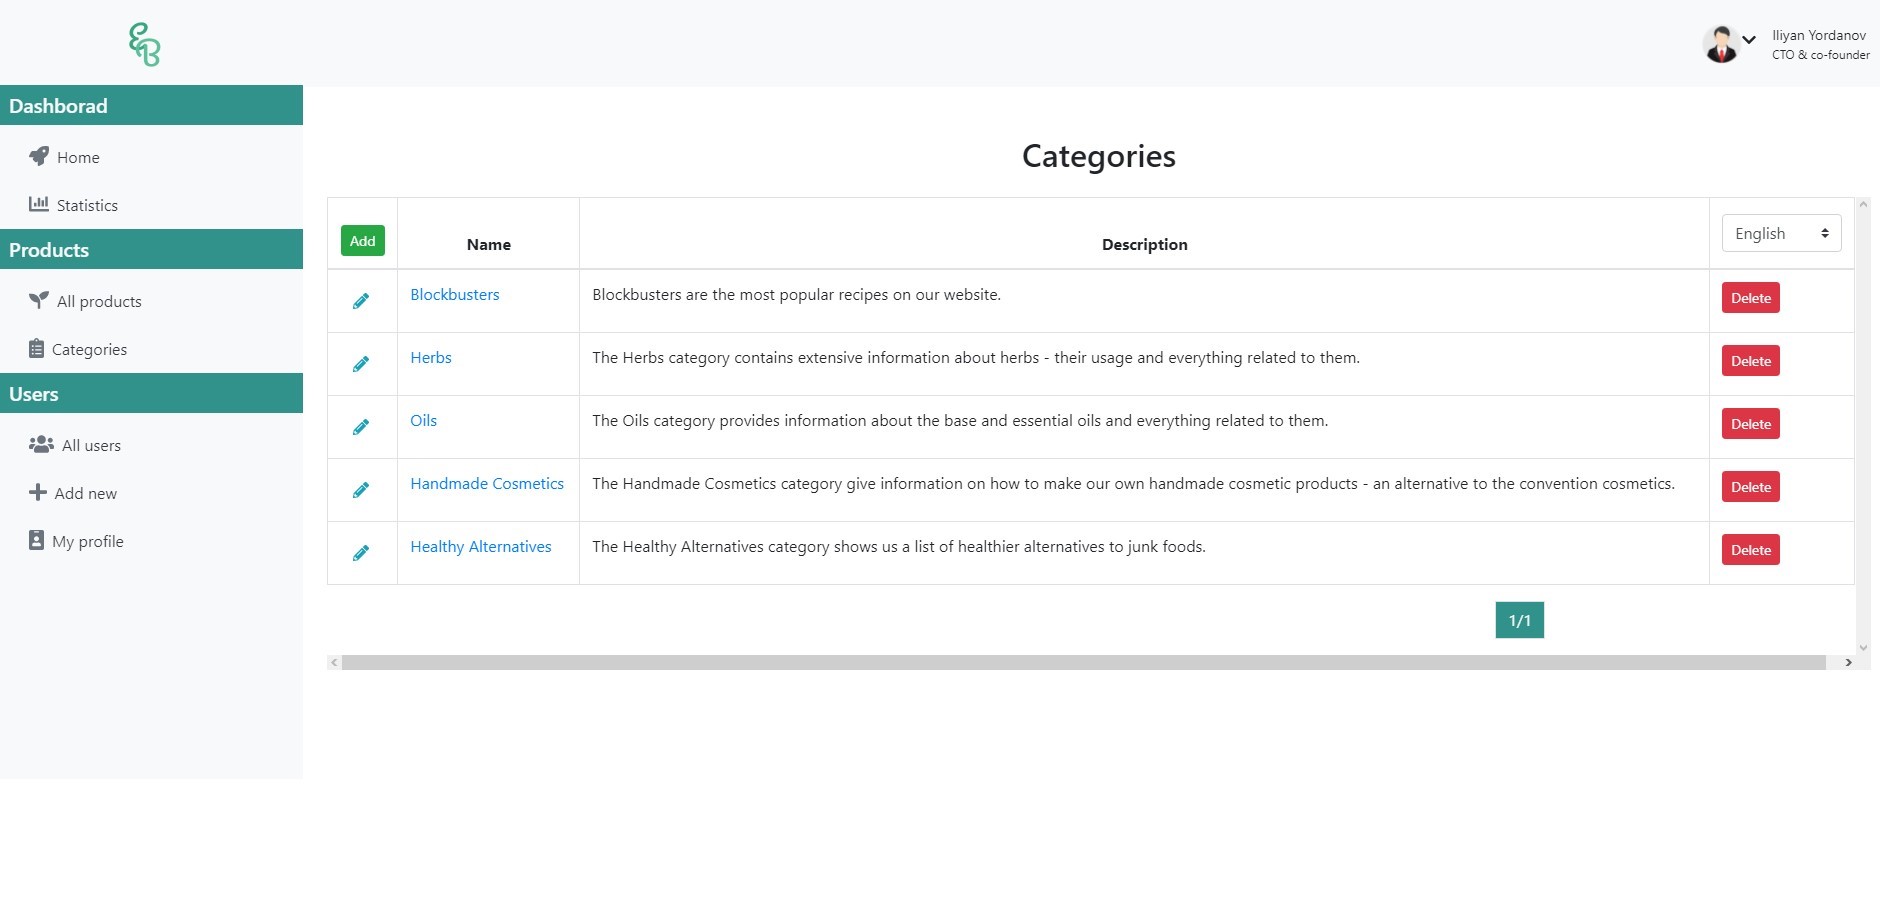 EB
Iliyan Yordanov
CTO & co-founder
Dashborad
Home
Statistics
Products
All products
Categories
Users
All users
Add new
My profile
Categories
Add Name Description English
Blockbusters Blockbusters are the most popular recipes on our website. Delete
Herbs The Herbs category contains extensive information about herbs - their usage and everything related to them. Delete
Oils The Oils category provides information about the base and essential oils and everything related to them. Delete
Handmade Cosmetics The Handmade Cosmetics category give information on how to make our own handmade cosmetic products - an alternative to the convention cosmetics. Delete
Healthy Alternatives The Healthy Alternatives category shows us a list of healthier alternatives to junk foods. Delete
1/1